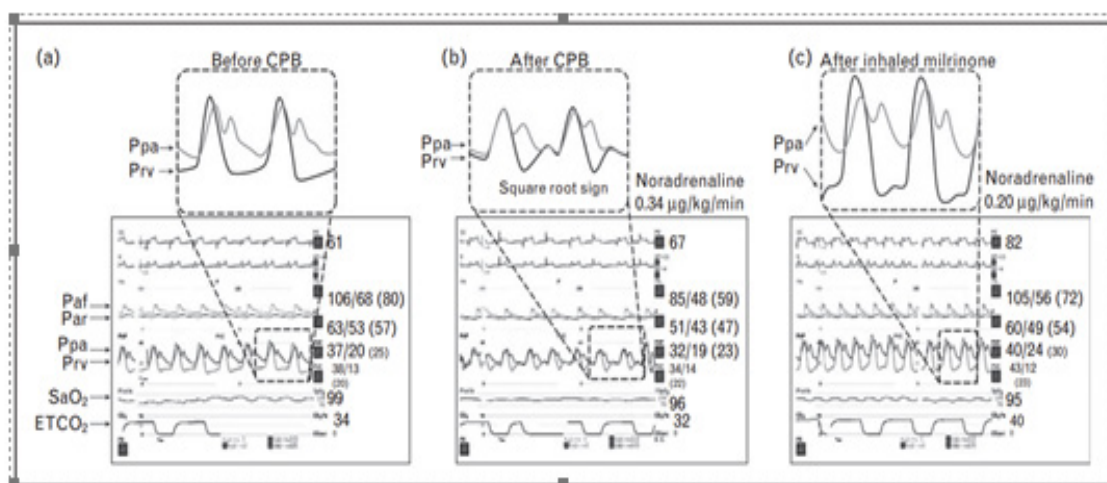 (a)
Before CPB
Ppa
Prv
61
106/68 (80)
63/53 (57)
37/20 (25)
38/13
(20)
99
34
Paf
Par
Ppa
Prv
SaO₂
ETCO₂
(b)
After CPB
Ppa
Prv
Square root sign
Noradrenaline
0.34 µg/kg/min
67
85/48 (59)
51/43 (47)
32/19 (23)
34/14
(22)
96
32
(c)
After inhaled milrinone
Ppa
Prv
Noradrenaline
0.20 µg/kg/min
82
105/56 (72)
60/49 (54)
40/24 (30)
43/12
95
40